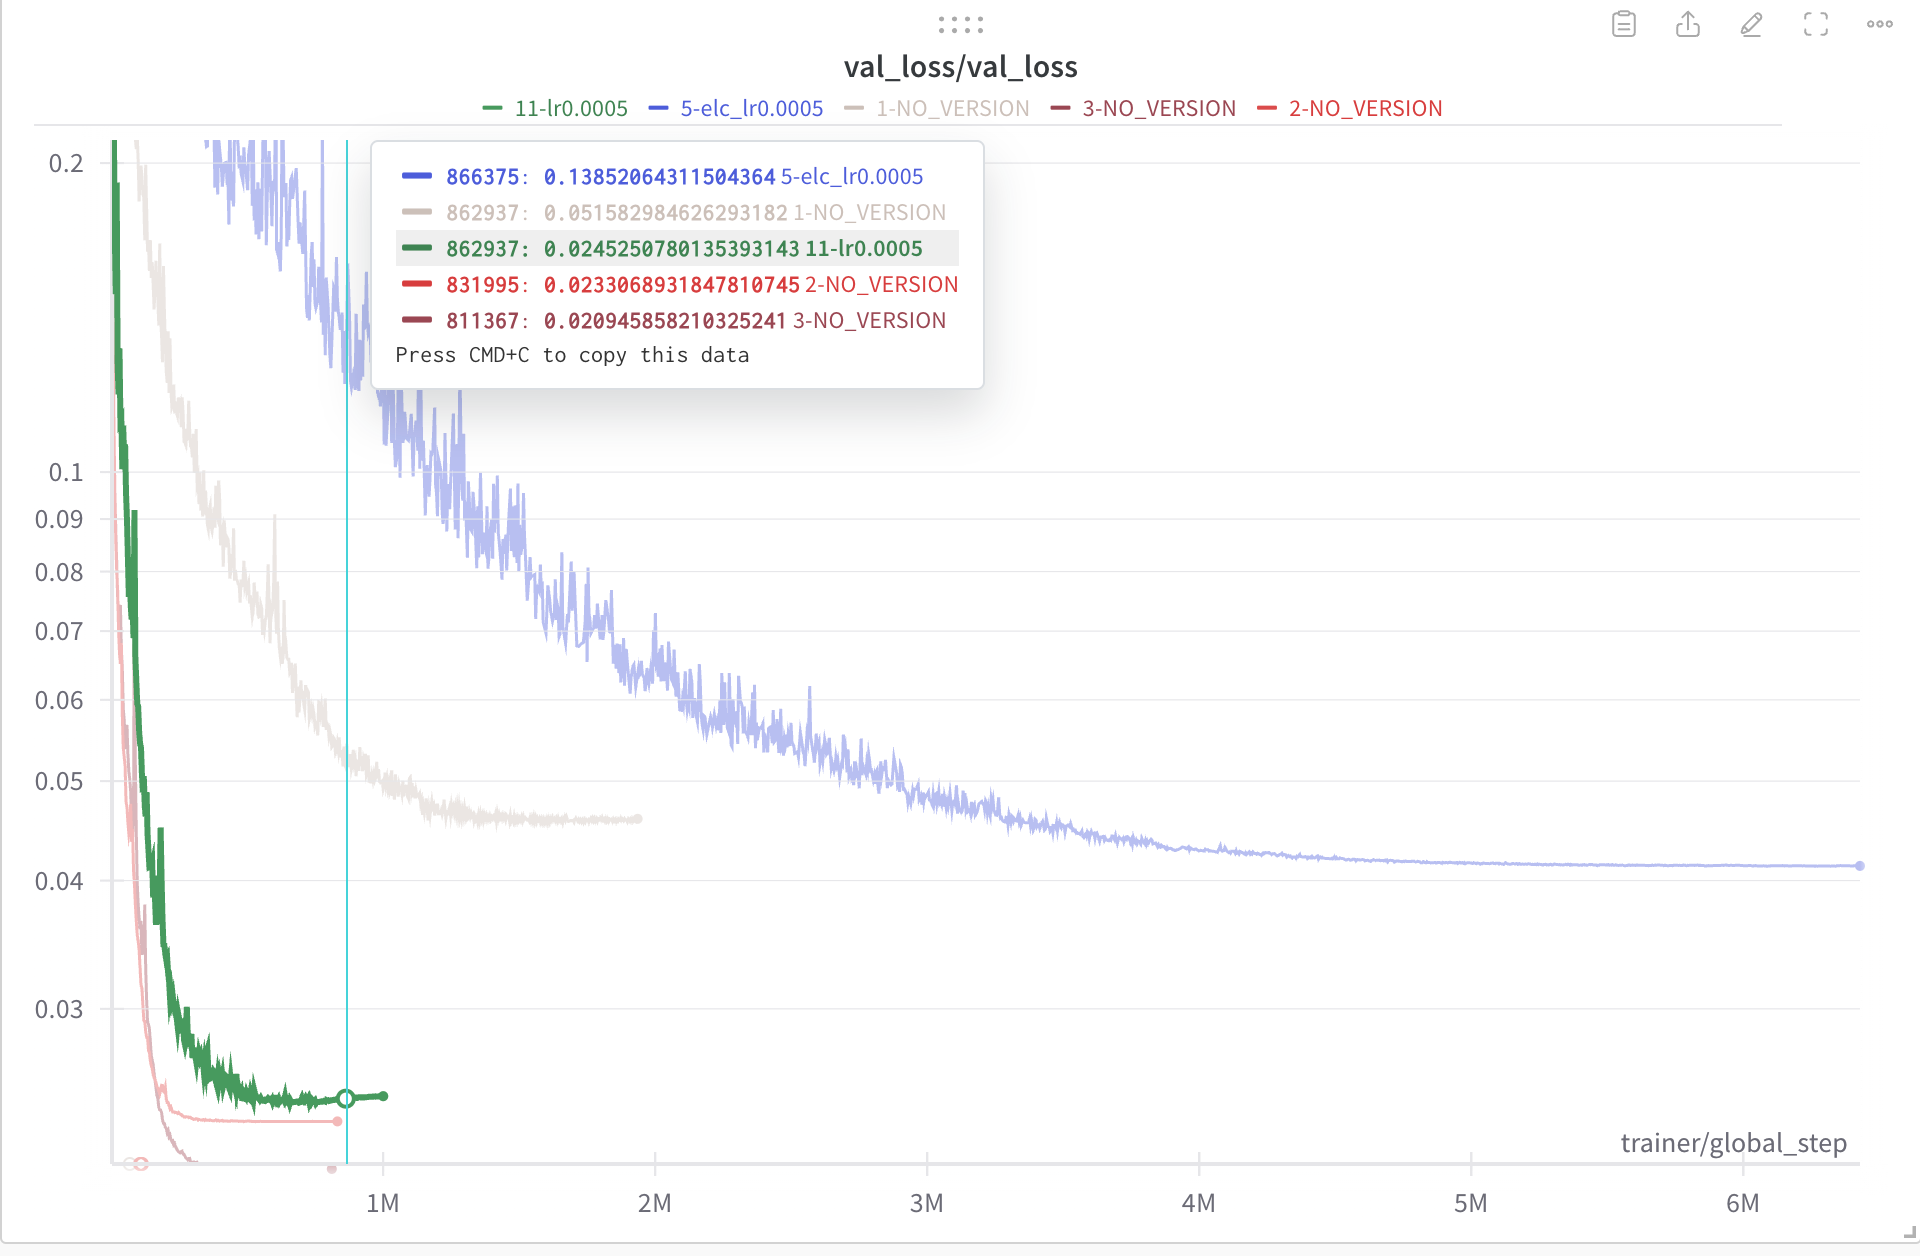 val_loss/val_loss
11-lr0.0005 5-elc_lr0.0005 1-NO_VERSION 3-NO_VERSION 2-NO_VERSION
866375: 0.13852064311504364 5-elc_lr0.0005
862937: 0.051582984626293182 1-NO_VERSION
862937: 0.0245250780135393143 11-lr0.0005
831995: 0.0233068931847810745 2-NO_VERSION
811367: 0.020945858210325241 3-NO_VERSION
Press CMD+C to copy this data
0.2
0.1
0.09
0.08
0.07
0.06
0.05
0.04
0.03
trainer/global_step
1M 2M 3M 4M 5M 6M